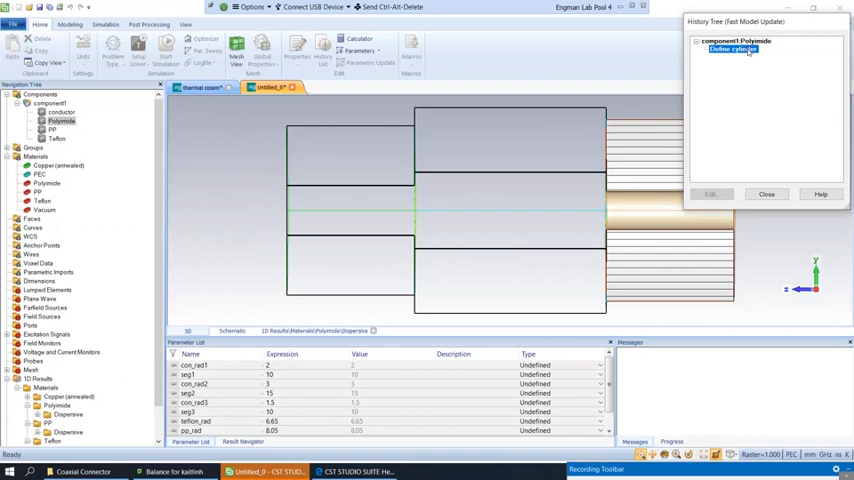 Options Connect USB Device Send Ctrl-Alt-Delete Engman Lab Pool
File Home Modeling Simulation Post Processing View
Paste
Delete
Copy View
Clipboard
Units
Settings
Problem Type
Setup Solver
Start Simulation
Optimizer
Par. Sweep
Logfile
Simulation
Mesh View
Mesh
Properties
History List
Calculator
Parameters
Parametric Update
Edit
Macros
Macros
History Tree (Fast Model Update)
component1:Polyimide
Define cylinder
Edit...
Close
Help
Navigation Tree
thermal cosim*
Untitled_0*
Components
component1
conductor
Polyimide
PP
Teflon
Groups
Materials
Copper (annealed)
PEC
Polyimide
PP
Teflon
Vacuum
Faces
Curves
WCS
Anchor Points
Wires
Voxel Data
Parametric Imports
Dimensions
Lumped Elements
Plane Wave
Farfield Sources
Field Sources
Ports
Excitation Signals
Field Monitors
Voltage and Current Monitors
Probes
Mesh
1D Results
Materials
Copper (annealed)
Polyimide
Dispersive
PP
Dispersive
Teflon
y
z
3D
Schematic
1D Results\Materials\Polyimide\Dispersive
Parameter List
Name Expression Value Description Type
con_rad1 = 2 2 Undefined
seg1 = 10 10 Undefined
con_rad2 = 3 3 Undefined
seg2 = 15 15 Undefined
con_rad3 = 1.5 1.5 Undefined
seg3 = 10 10 Undefined
teflon_rad = 6.65 6.65 Undefined
pp_rad = 8.05 8.05 Undefined
Parameter List
Result Navigator
Messages
Messages
Progress
Ready
Raster=1.000 PEC mm GHz ns K
Coaxial Connector
Balance for kaitlinh
Untitled_0 - CST STUD...
CST STUDIO SUITE He...
Recording Toolbar